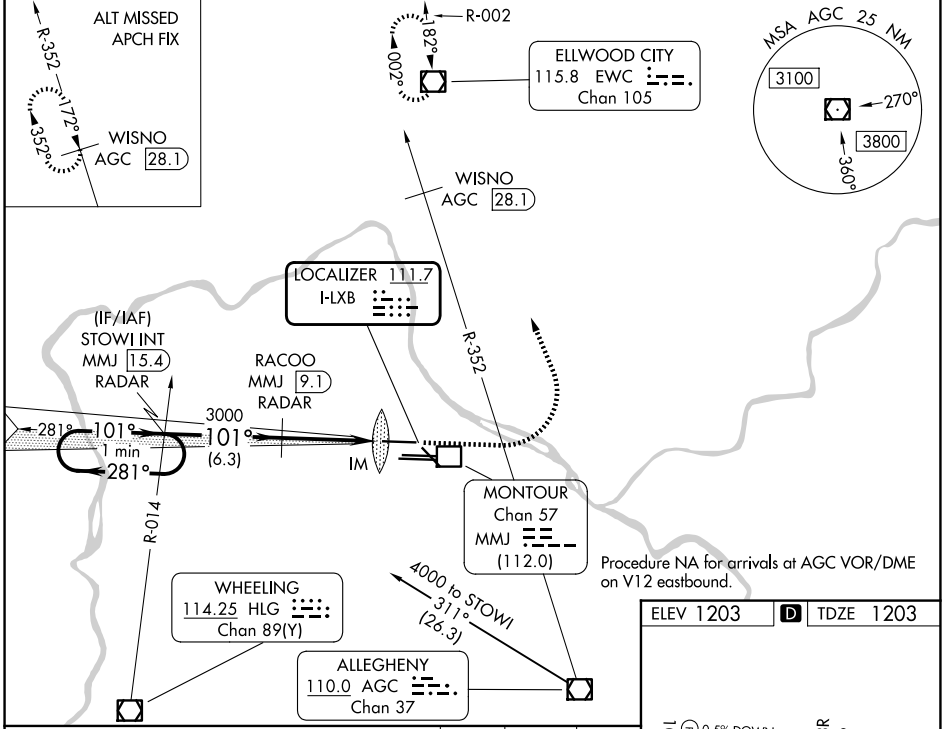 ALT MISSED
APCH FIX
R-352
172°
352°
WISNO
AGC 28.1
R-002
182°
002°
ELLWOOD CITY
115.8 EWC
Chan 105
MSA AGC 25 NM
3100
270°
3800
360°
WISNO
AGC 28.1
LOCALIZER 111.7
I-LXB
R-352
(IF/IAF)
STOWI INT
MMJ 15.4
RADAR
RACOO
MMJ 9.1
RADAR
3000
281° 101° 101°
1 min (6.3)
281°
IM
R-014
MONTOUR
Chan 57
MMJ
(112.0)
Procedure NA for arrivals at AGC VOR/DME
on V12 eastbound.
4000 to STOWI
311°
(26.3)
WHEELING
114.25 HLG
Chan 89(Y)
ALLEGHENY
110.0 AGC
Chan 37
ELEV 1203 D TDZE 1203